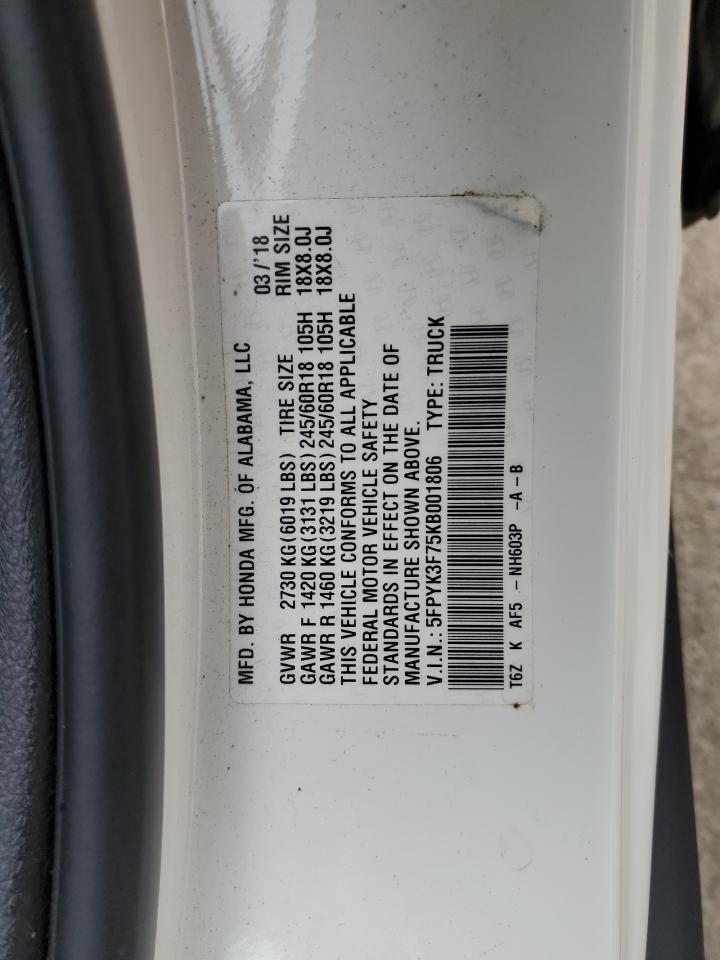 MFD. BY HONDA MFG. OF ALABAMA, LLC 03/'18
GVWR 2730 KG(6019 LBS) TIRE SIZE RIM SIZE
GAWR F 1420 KG(3131 LBS)245/60R18 105H 18X8.0J
GAWR R 1460 KG(3219 LBS)245/60R18 105H 18X8.0J
THIS VEHICLE CONFORMS TO ALL APPLICABLE
FEDERAL MOTOR VEHICLE SAFETY
STANDARDS IN EFFECT ON THE DATE OF
MANUFACTURE SHOWN ABOVE.
V.I.N.:5FPYK3F75KB001806 TYPE: TRUCK
T6Z K AF5 - NH603P -A-B